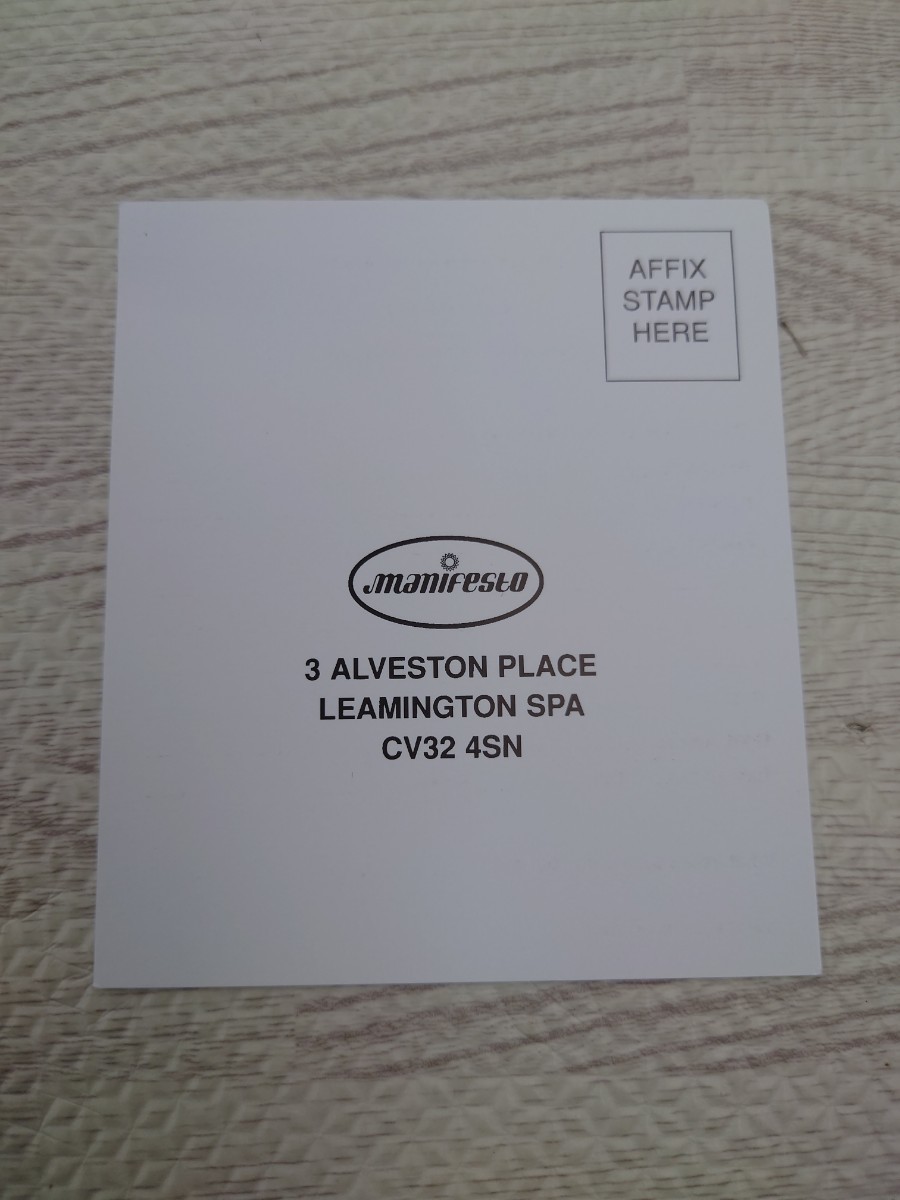 AFFIX
STAMP
HERE
manifesto
3 ALVESTON PLACE
LEAMINGTON SPA
CV32 4SN